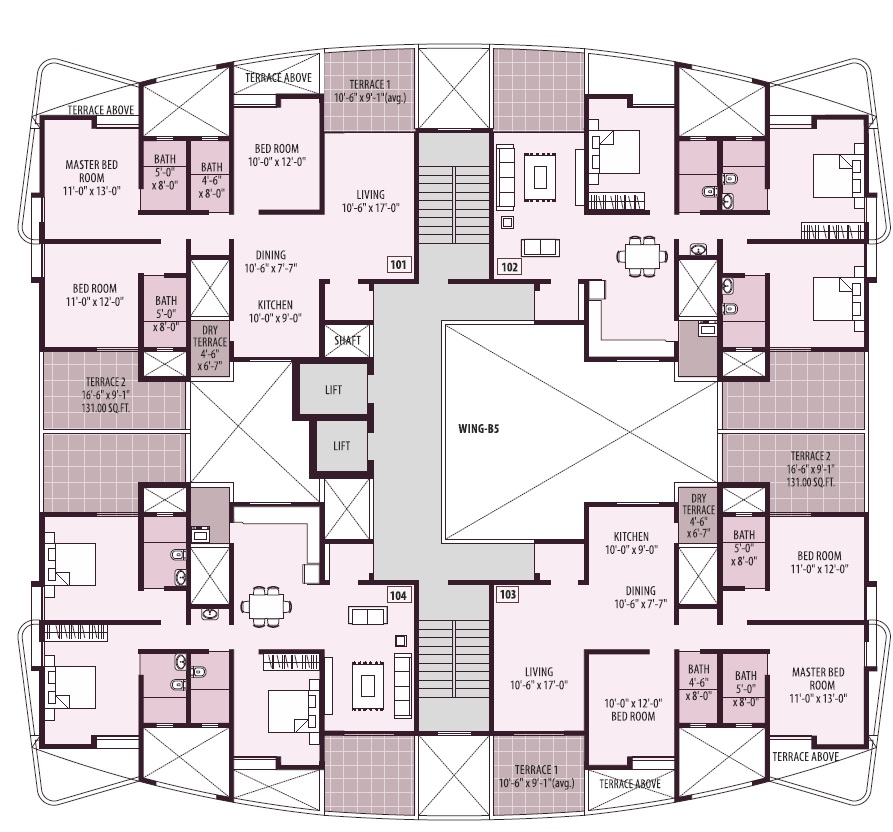 TERRACE ABOVE
TERRACE ABOVE
TERRACE 1
10'-6" x 9'-1"(avg.)
MASTER BED
ROOM
11'-0" x 13'-0"
BATH
5'-0"
x 8'-0"
BATH
4'-6"
x 8'-0"
BED ROOM
10'-0" x 12'-0"
LIVING
10'-6" x 17'-0"
DINING
10'-6" x 7'-7"
101
102
BED ROOM
11'-0" x 12'-0"
BATH
5'-0"
x 8'-0"
KITCHEN
10'-0" x 9'-0"
DRY
TERRACE
4'-6"
x 6'-7"
SHAFT
TERRACE 2
16'-6" x 9'-1"
131.00 SQ.FT.
LIFT
LIFT
WING-B5
TERRACE 2
16'-6" x 9'-1"
131.00 SQ.FT.
DRY
TERRACE
4'-6"
x 6'-7"
KITCHEN
10'-0" x 9'-0"
BATH
5'-0"
x 8'-0"
BED ROOM
11'-0" x 12'-0"
104
103
DINING
10'-6" x 7'-7"
LIVING
10'-6" x 17'-0"
10'-0" x 12'-0"
BED ROOM
BATH
4'-6"
x 8'-0"
BATH
5'-0"
x 8'-0"
MASTER BED
ROOM
11'-0" x 13'-0"
TERRACE 1
10'-6" x 9'-1"(avg.)
TERRACE ABOVE
TERRACE ABOVE